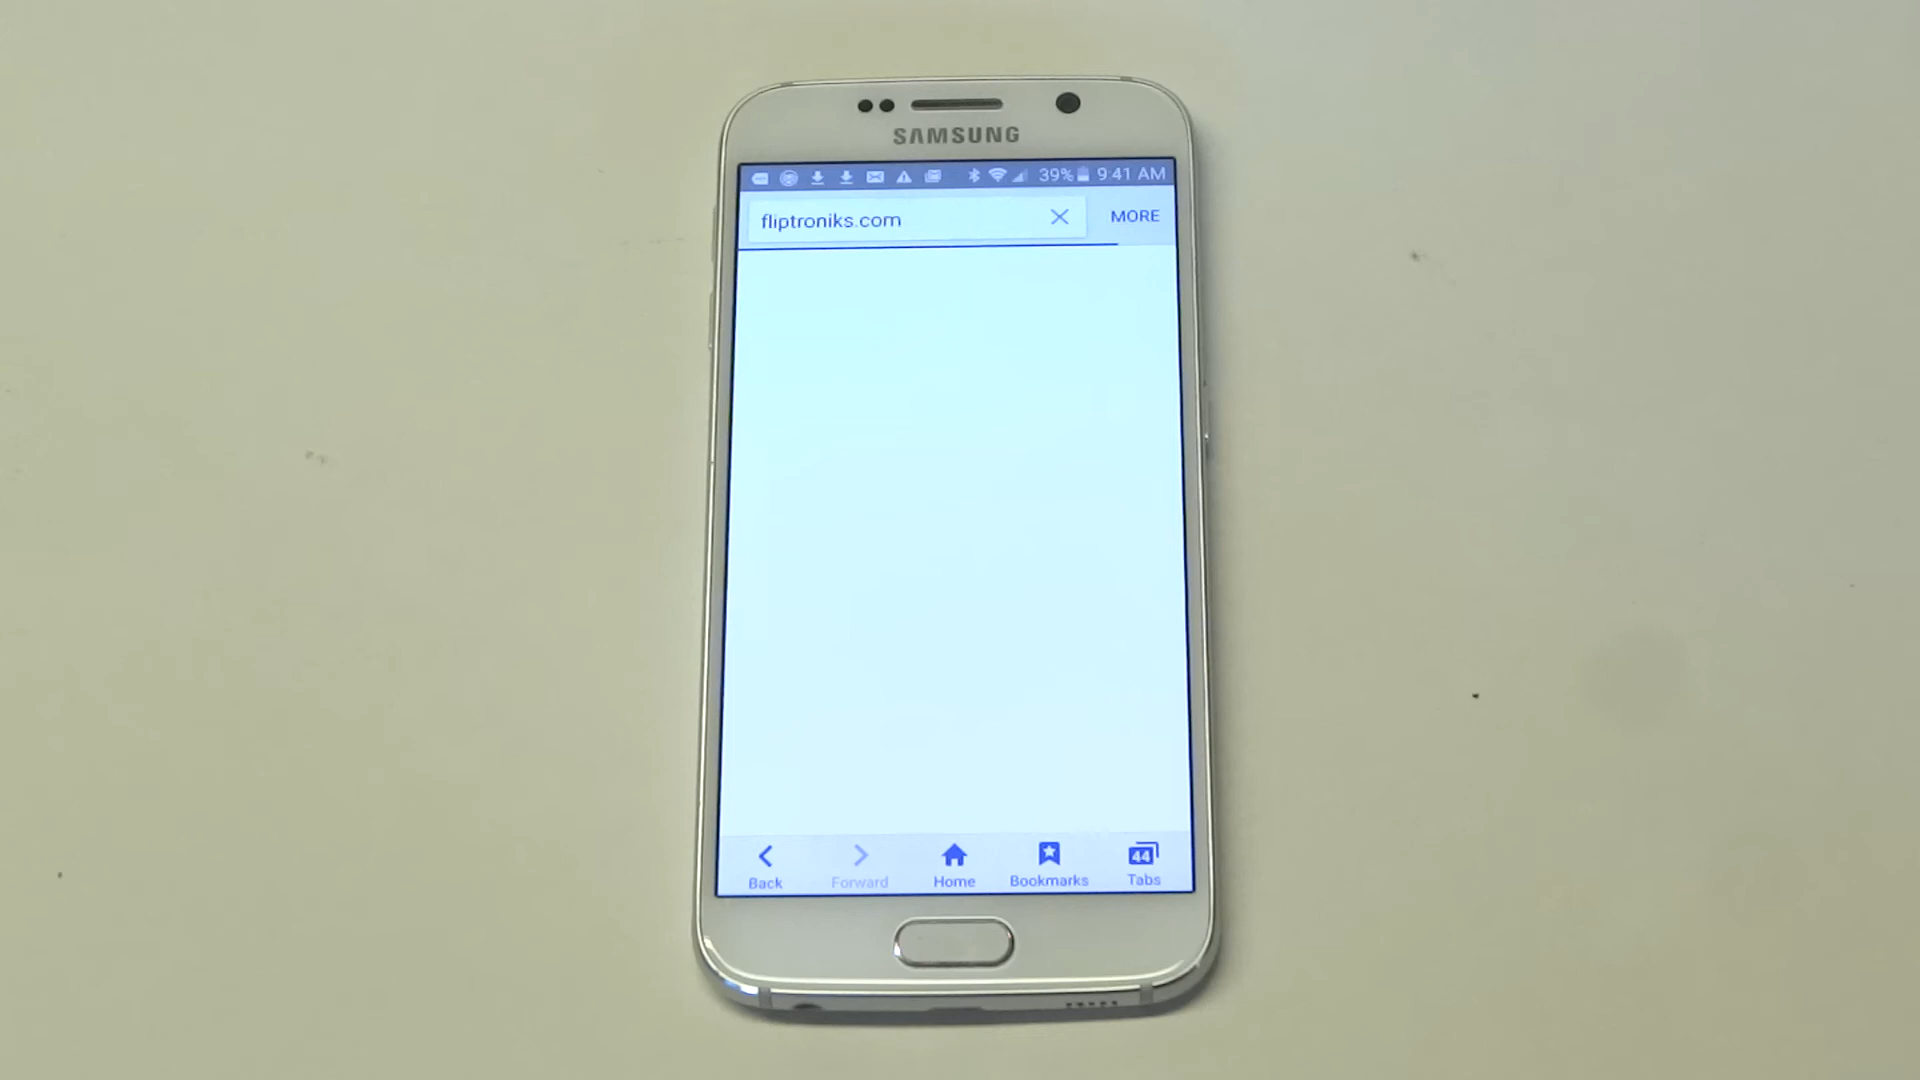 SAMSUNG
39% 9:41 AM
fliptroniks.com MORE
44
Back Forward Home Bookmarks Tabs